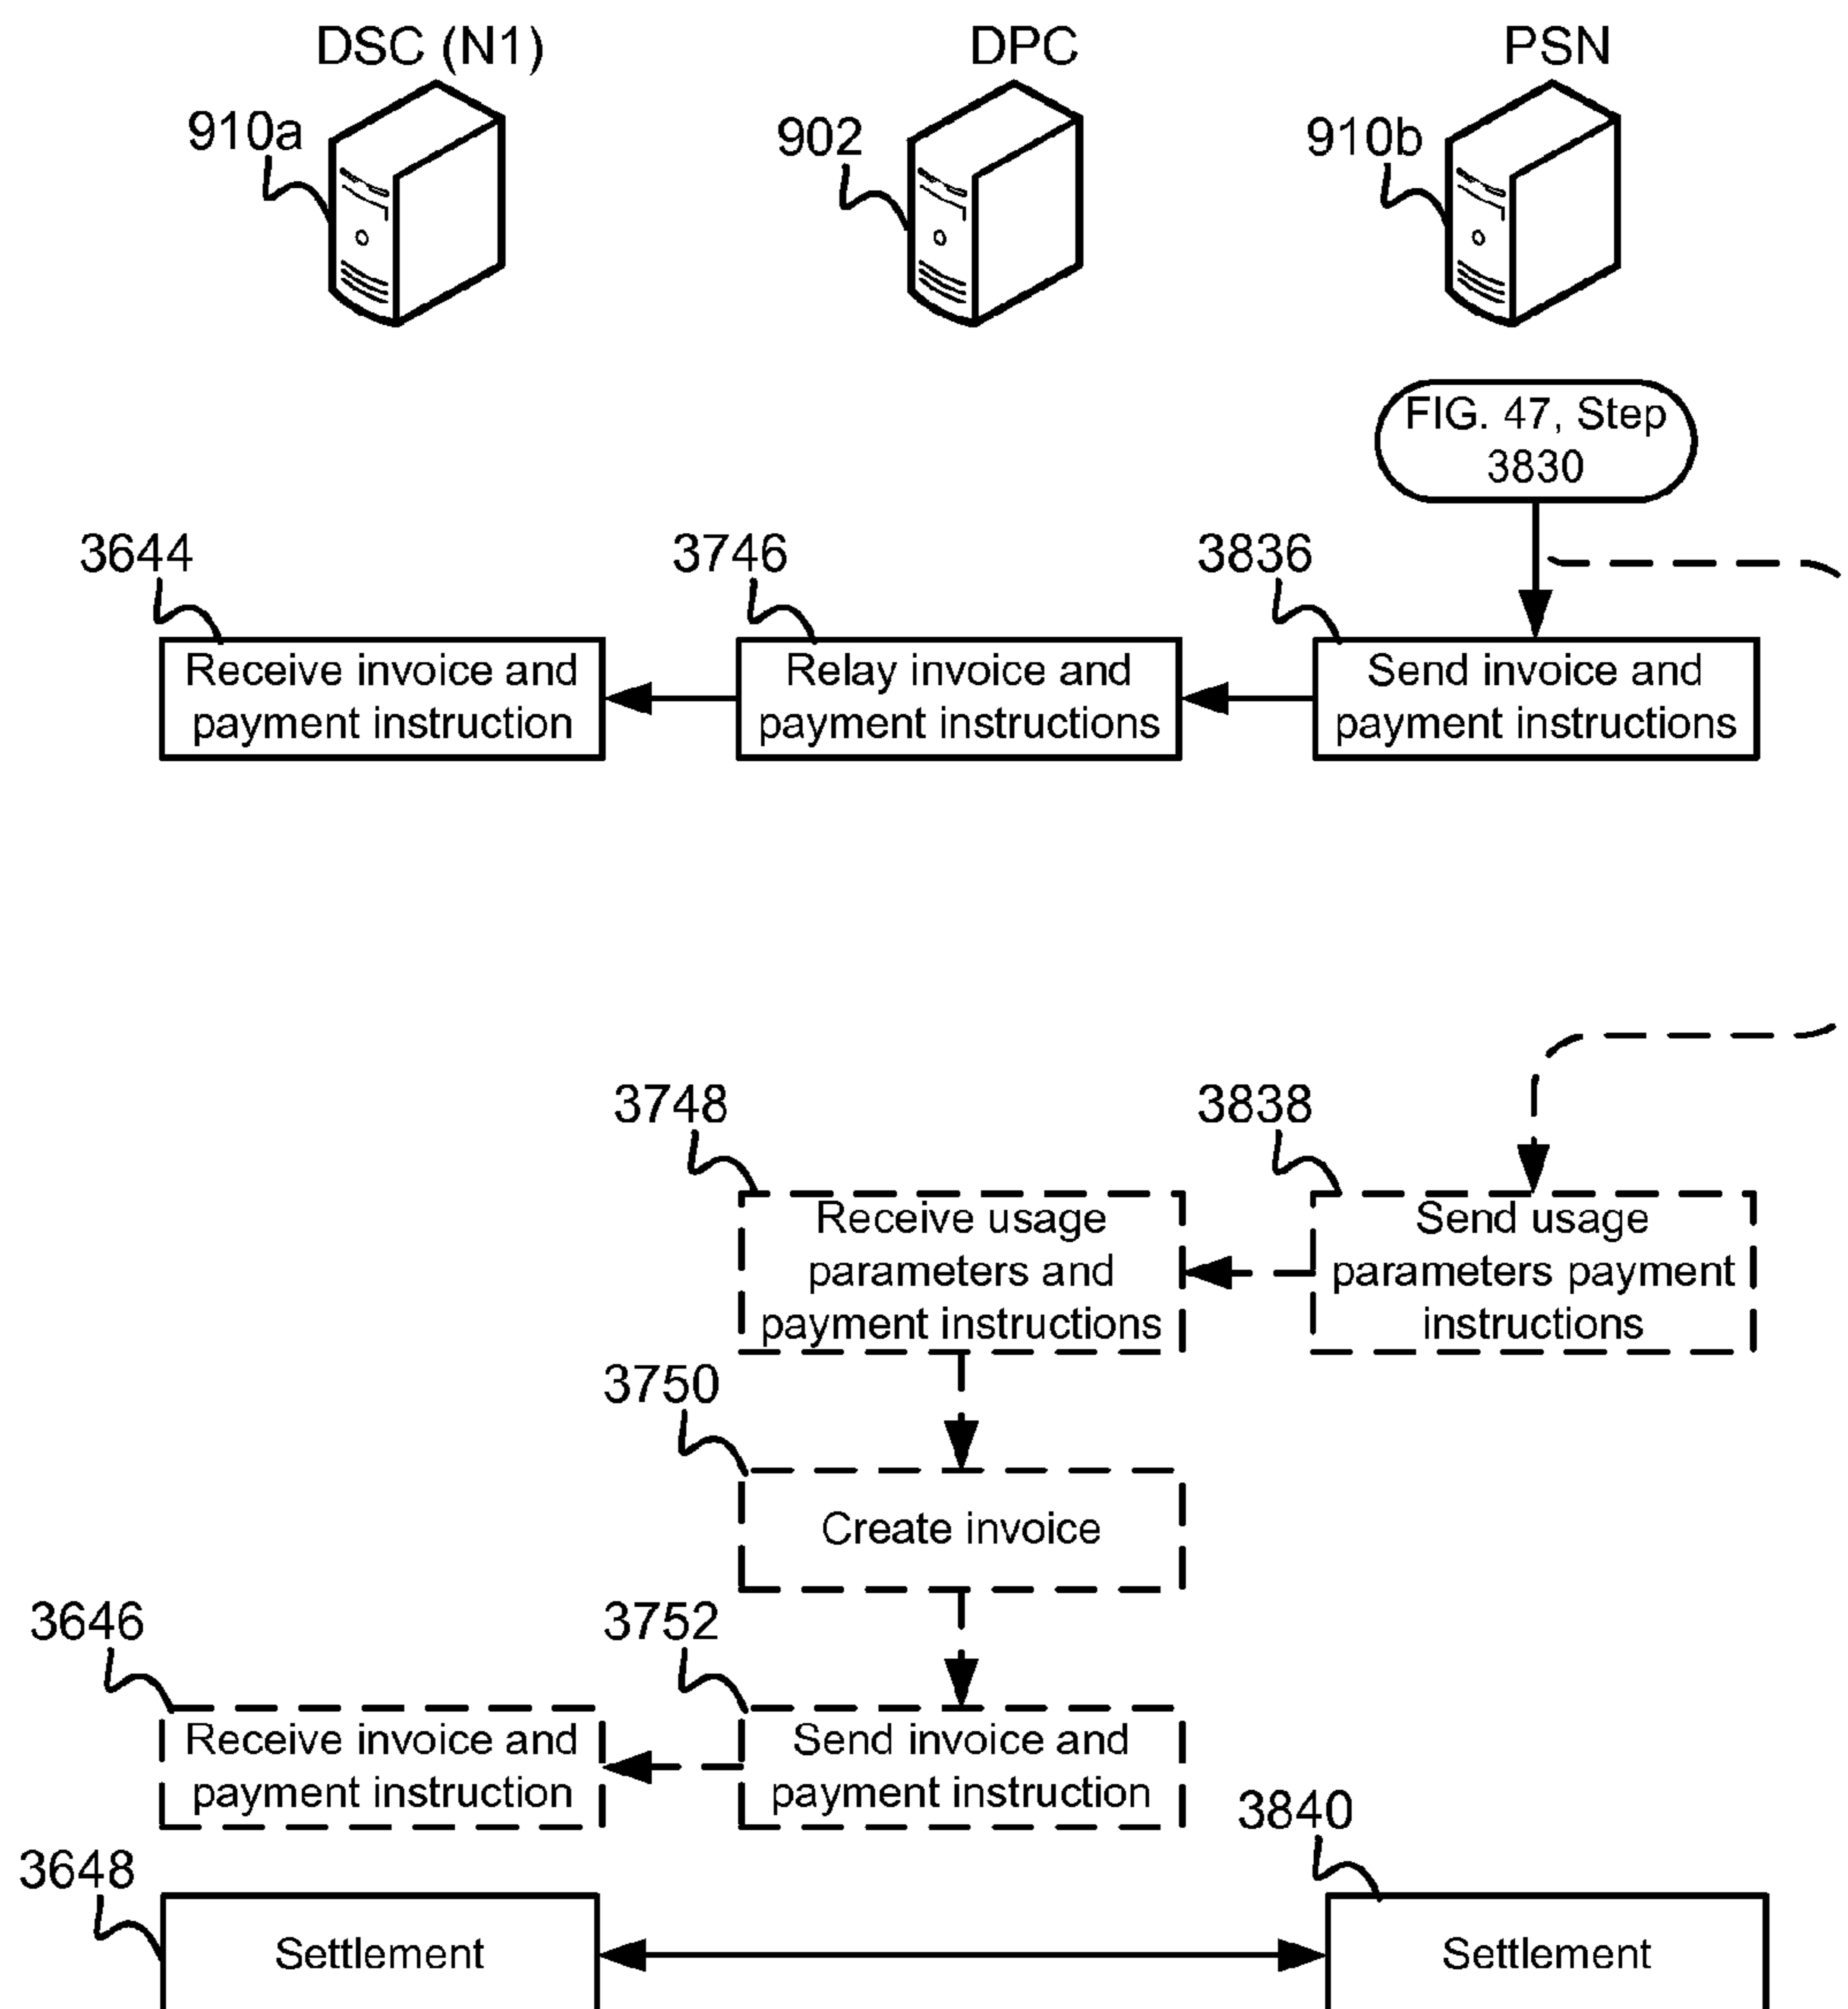 DSC (N1)
DPC
PSN
910a
902
910b
FIG. 47, Step
3830
3644
3746
3836
Receive invoice and
payment instruction
Relay invoice and
payment instructions
Send invoice and
payment instructions
3748
3838
Receive usage
parameters and
payment instructions
Send usage
parameters payment
instructions
3750
Create invoice
3646
3752
Receive invoice and
payment instruction
Send invoice and
payment instruction
3840
3648
Settlement
Settlement